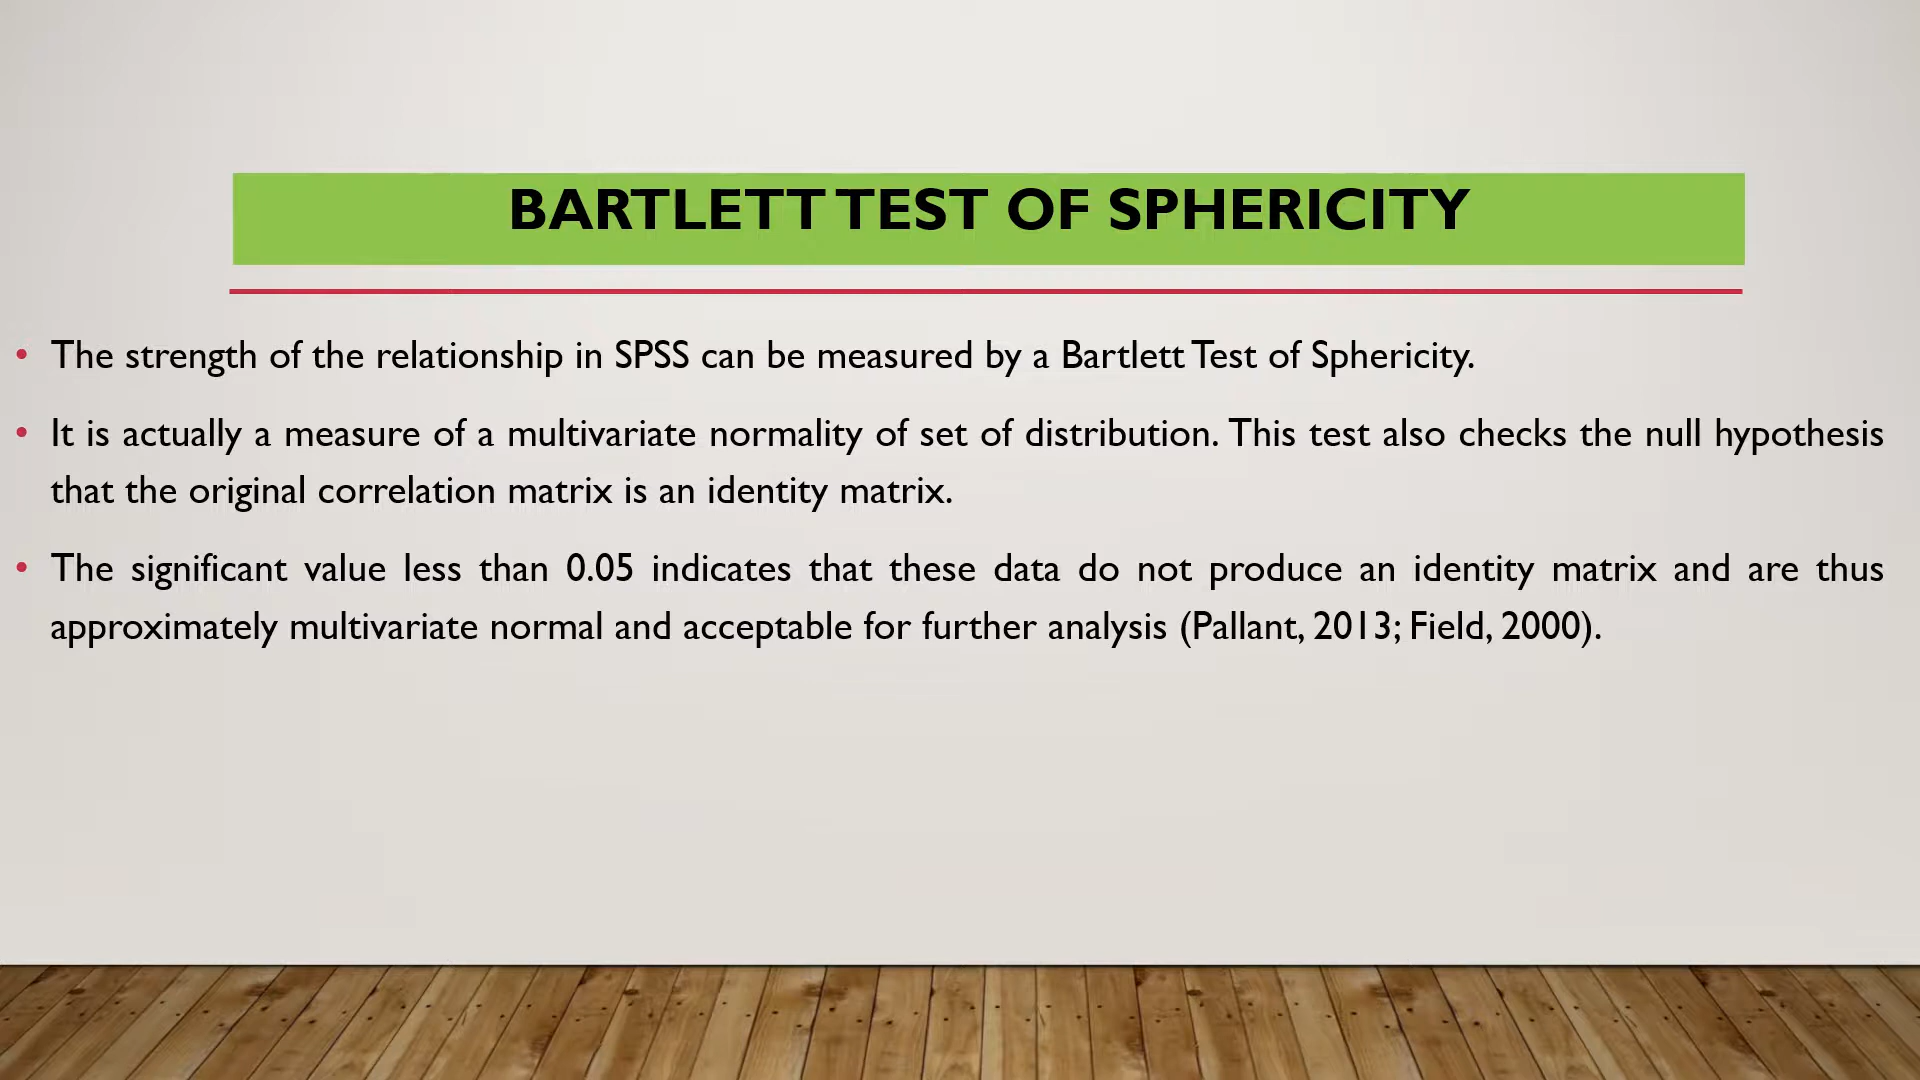 BARTLETT TEST OF SPHERICITY
• The strength of the relationship in SPSS can be measured by a Bartlett Test of Sphericity.
• It is actually a measure of a multivariate normality of set of distribution. This test also checks the null hypothesis
that the original correlation matrix is an identity matrix.
• The significant value less than 0.05 indicates that these data do not produce an identity matrix and are thus
approximately multivariate normal and acceptable for further analysis (Pallant, 2013; Field, 2000).